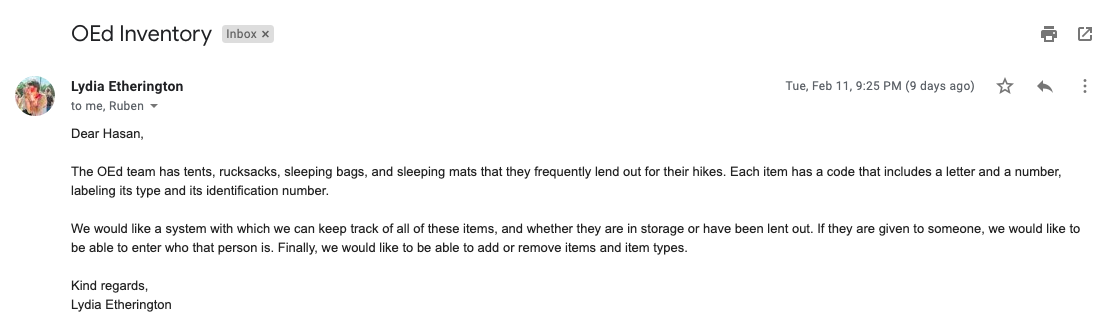 OEd Inventory Inbox ×
Lydia Etherington Tue, Feb 11, 9:25 PM (9 days ago)
to me, Ruben
Dear Hasan,
The OEd team has tents, rucksacks, sleeping bags, and sleeping mats that they frequently lend out for their hikes. Each item has a code that includes a letter and a number,
labeling its type and its identification number.
We would like a system with which we can keep track of all of these items, and whether they are in storage or have been lent out. If they are given to someone, we would like to
be able to enter who that person is. Finally, we would like to be able to add or remove items and item types.
Kind regards,
Lydia Etherington